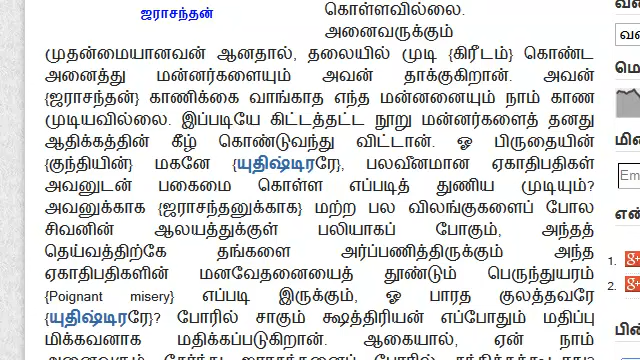 கொள்ளவில்லை.
ஜராசந்தன்
அனைவருக்கும்
முதன்மையானவன் ஆனதால், தலையில் முடி {கிரீடம்} கொண்ட
அனைத்து மன்னர்களையும் அவன் தாக்குகிறான். அவன்
{ஜராசந்தன்} காணிக்கை வாங்காத எந்த மன்னனையும் நாம் காண
முடியவில்லை. இப்படியே கிட்டத்தட்ட நூறு மன்னர்களைத் தனது
ஆதிக்கத்தின் கீழ் கொண்டுவந்து விட்டான். ஓ பிருதையின்
{குந்தியின்} மகனே {யுதிஷ்டிரரே}, பலவீனமான ஏகாதிபதிகள்
அவனுடன் பகைமை கொள்ள எப்படித் துணிய முடியும்?
அவனுக்காக {ஜராசந்தனுக்காக} மற்ற பல விலங்குகளைப் போல
சிவனின் ஆலயத்துக்குள் பலியாகப் போகும், அந்தத்
தெய்வத்திற்கே தங்களை அர்ப்பணித்திருக்கும் அந்த
ஏகாதிபதிகளின் மனவேதனையைத் தூண்டும் பெருந்துயரம்
{Poignant misery} எப்படி இருக்கும், ஓ பாரத குலத்தவரே
{யுதிஷ்டிரரே}? போரில் சாகும் க்ஷத்ரியன் எப்போதும் மதிப்பு
மிக்கவனாக மதிக்கப்படுகிறான். ஆகையால், ஏன் நாம்
மெ
மின்
Em
என்
1. g+
2. g+
பின்